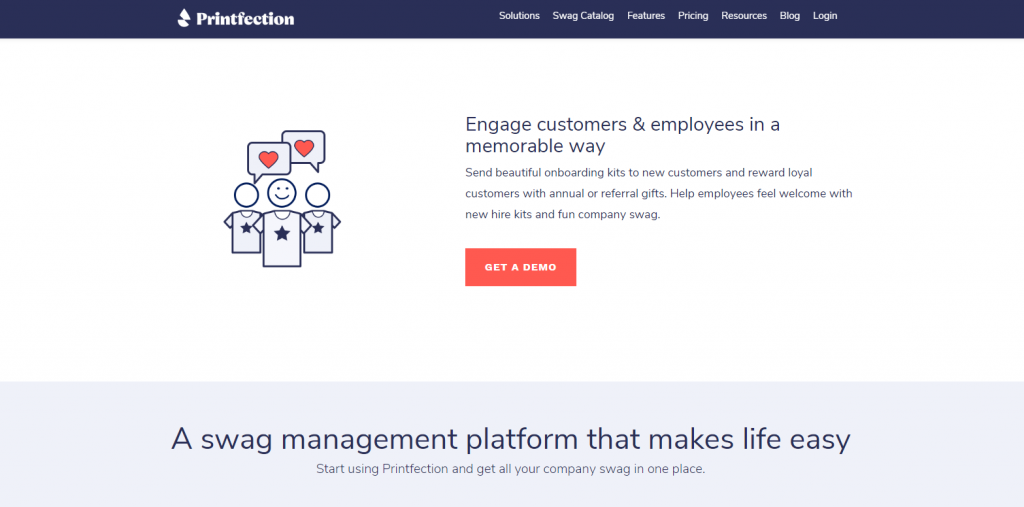 Printfection
Solutions Swag Catalog Features Pricing Resources Blog Login
Engage customers & employees in a
memorable way
Send beautiful onboarding kits to new customers and reward loyal
customers with annual or referral gifts. Help employees feel welcome with
new hire kits and fun company swag.
GET A DEMO
A swag management platform that makes life easy
Start using Printfection and get all your company swag in one place.